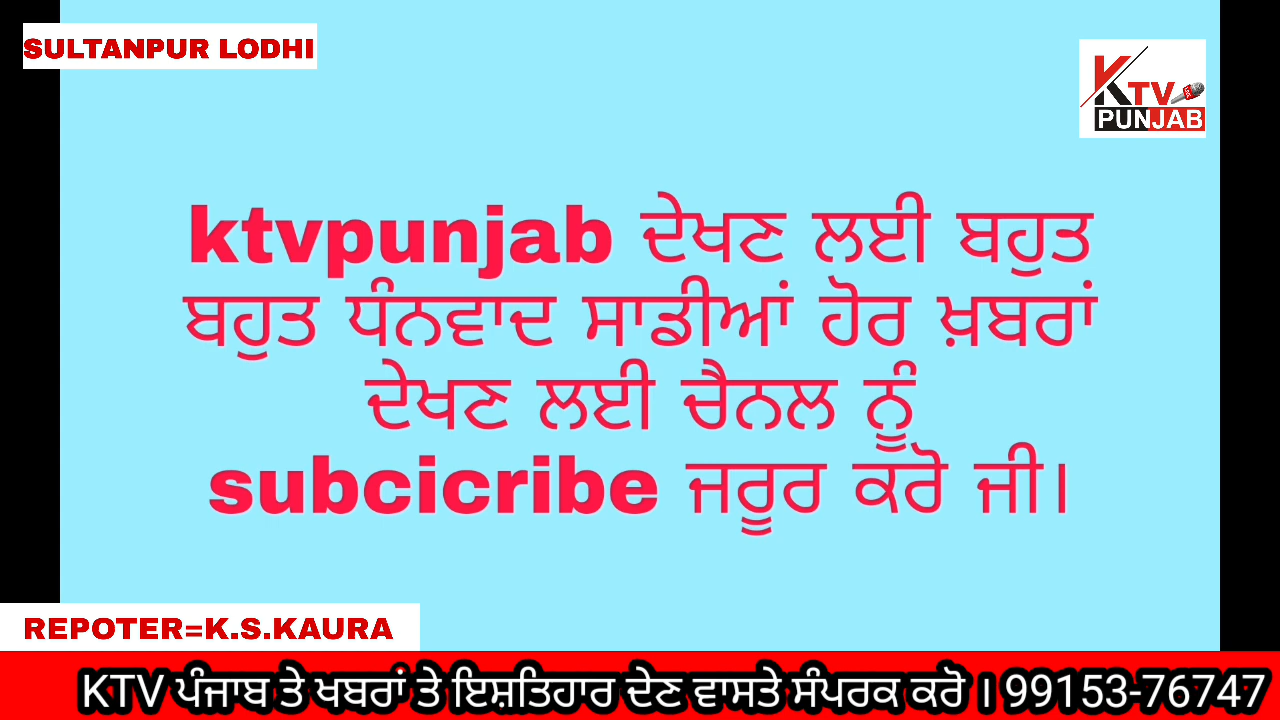 SULTANPUR LODHI
KTV
PUNJAB
ktvpunjab ਦੇਖਣ ਲਈ ਬਹੁਤ
ਬਹੁਤ ਧੰਨਵਾਦ ਸਾਡੀਆਂ ਹੋਰ ਖ਼ਬਰਾਂ
ਦੇਖਣ ਲਈ ਚੈਨਲ ਨੂੰ
subcicribe ਜਰੂਰ ਕਰੋ ਜੀ।
REPOTER=K.S.KAURA
KTV ਪੰਜਾਬ ਤੇ ਖਬਰਾਂ ਤੇ ਇਸ਼ਤਿਹਾਰ ਦੇਣ ਵਾਸਤੇ ਸੰਪਰਕ ਕਰੋ । 99153-76747